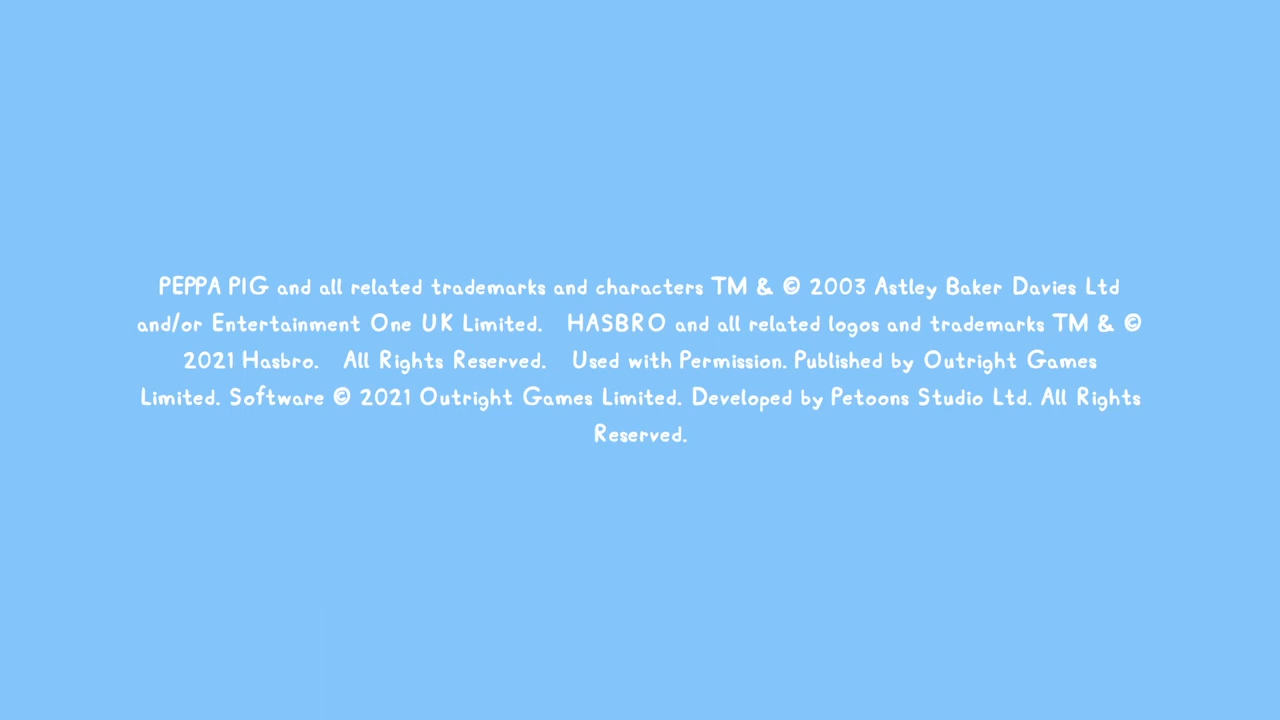 PEPPA PIG and all related trademarks and characters TM & © 2003 Astley Baker Davies Ltd
and/or Entertainment One UK Limited. HASBRO and all related logos and trademarks TM & ©
2021 Hasbro. All Rights Reserved. Used with Permission. Published by Outright Games
Limited. Software © 2021 Outright Games Limited. Developed by Petoons Studio Ltd. All Rights
Reserved.